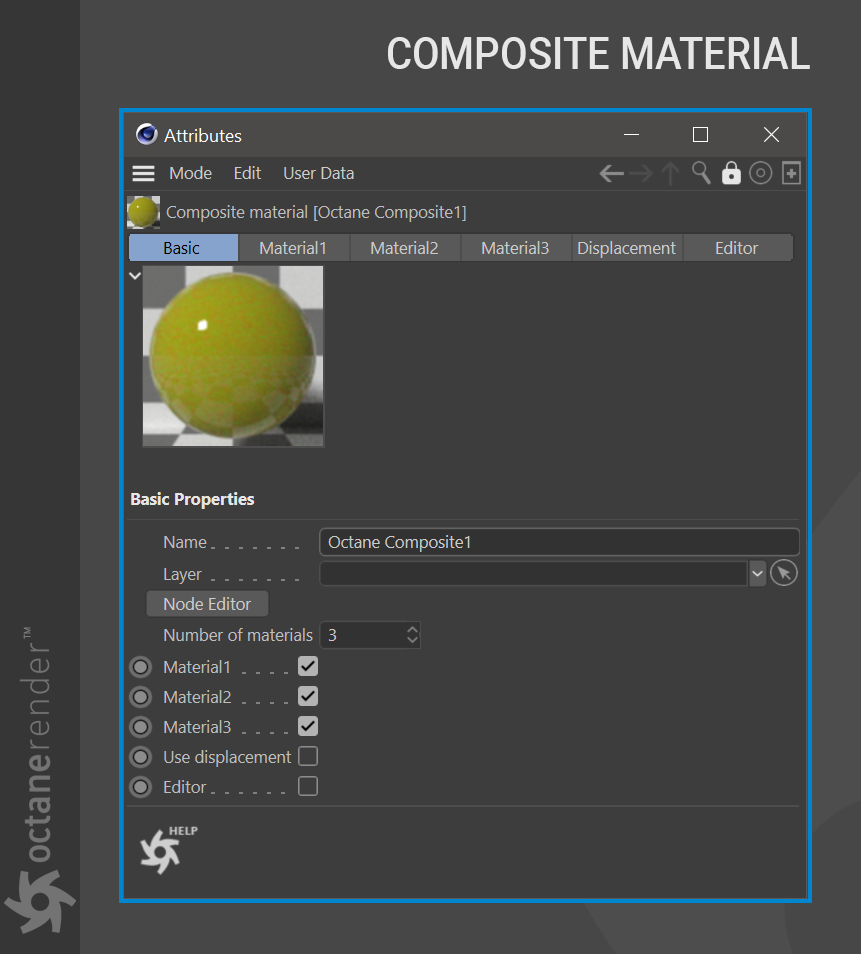 COMPOSITE MATERIAL
Attributes
Mode Edit User Data
Composite material [Octane Composite1]
Basic Material1 Material2 Material3 Displacement Editor
Basic Properties
Name Octane Composite1
Layer
Node Editor
Number of materials 3
Material1
Material2
Material3
Use displacement
Editor
HELP
octanerender™